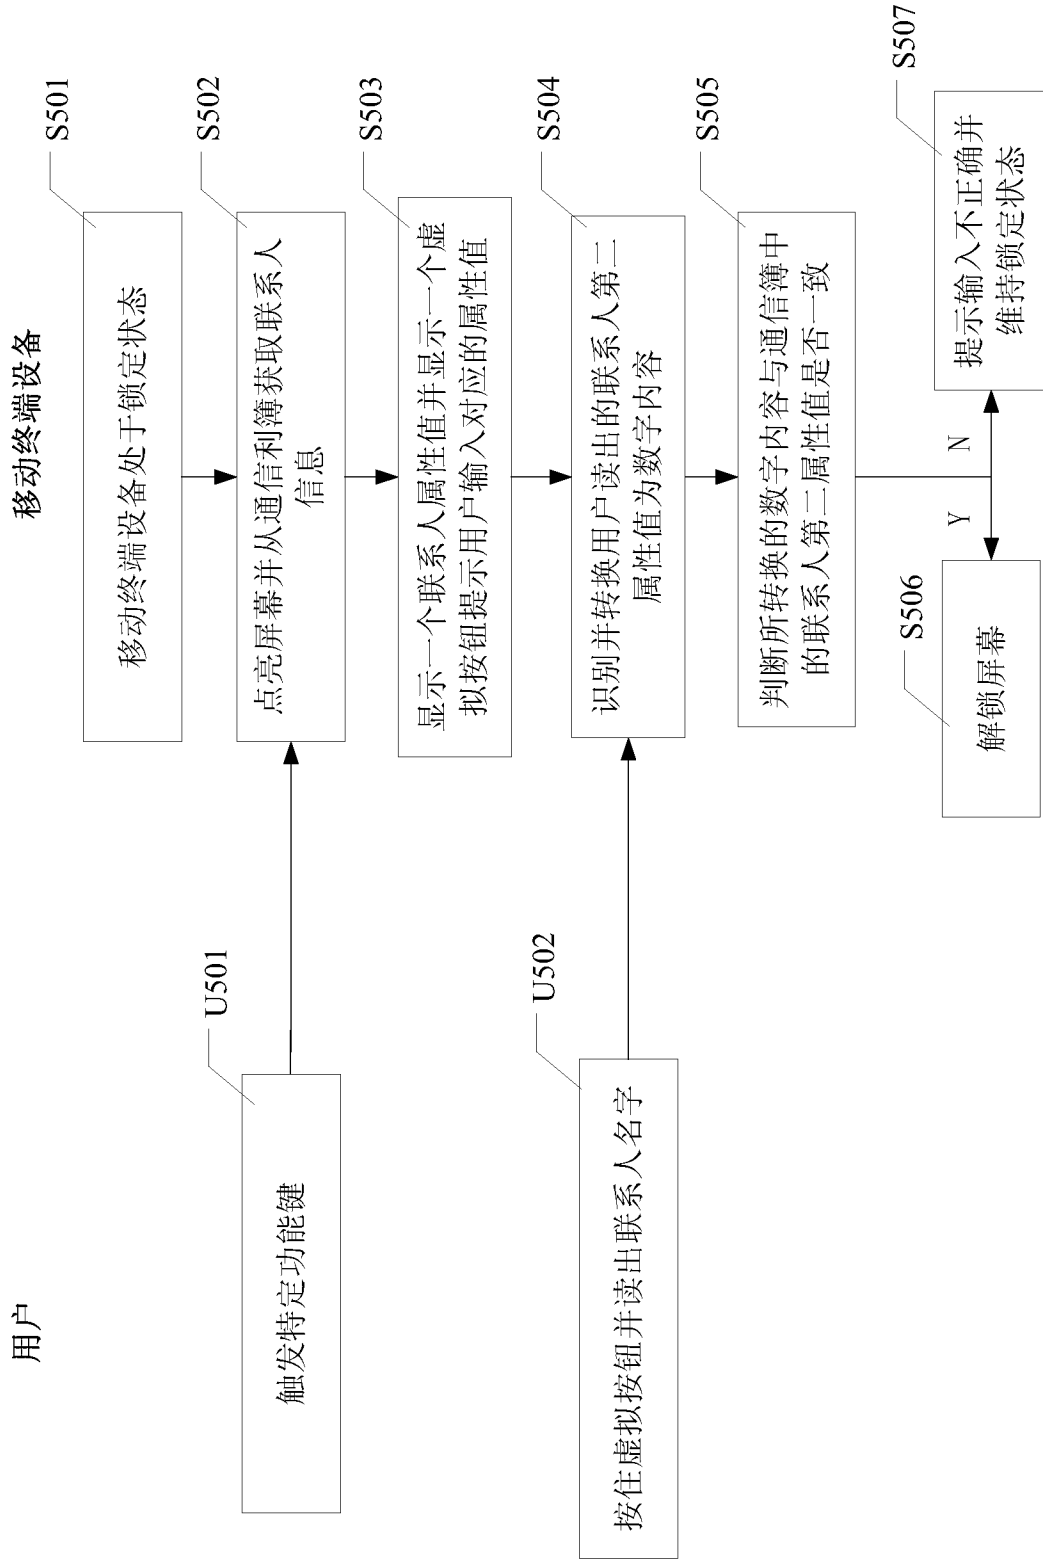 用户
移动终端设备
S501
移动终端设备处于锁定状态
U501
触发特定功能键
S502
点亮屏幕并从通信利簿获取联系人
信息
S503
显示一个联系人属性值并显示一个虚
拟按钮提示用户输入对应的属性值
U502
按住虚拟按钮并读出联系人名字
S504
识别并转换用户读出的联系人第二
属性值为数字内容
S505
判断所转换的数字内容与通信簿中
的联系人第二属性值是否一致
Y
N
S506
解锁屏幕
S507
提示输入不正确并
维持锁定状态